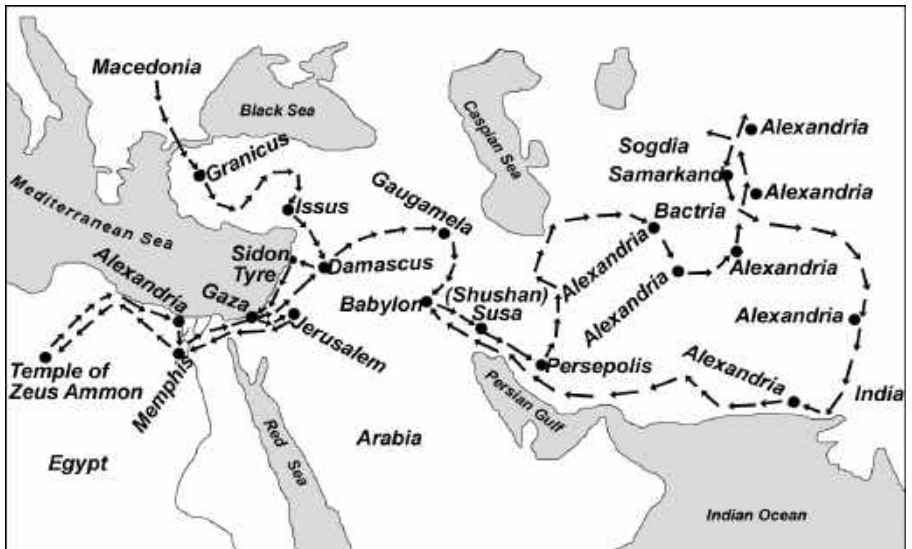 Macedonia
Black Sea
Caspian Sea
Granicus
Sogdia
Alexandria
Samarkand
Alexandria
Mediterranean Sea
Issus
Gaugamela
Bactria
Sidon
Tyre
Damascus
Alexandria
Alexandria
Alexandria
Gaza
Babylon
(Shushan)
Susa
Alexandria
Alexandria
Jerusalem
Persepolis
Temple of
Zeus Ammon
Memphis
Persian Gulf
Alexandria
India
Egypt
Red Sea
Arabia
Indian Ocean